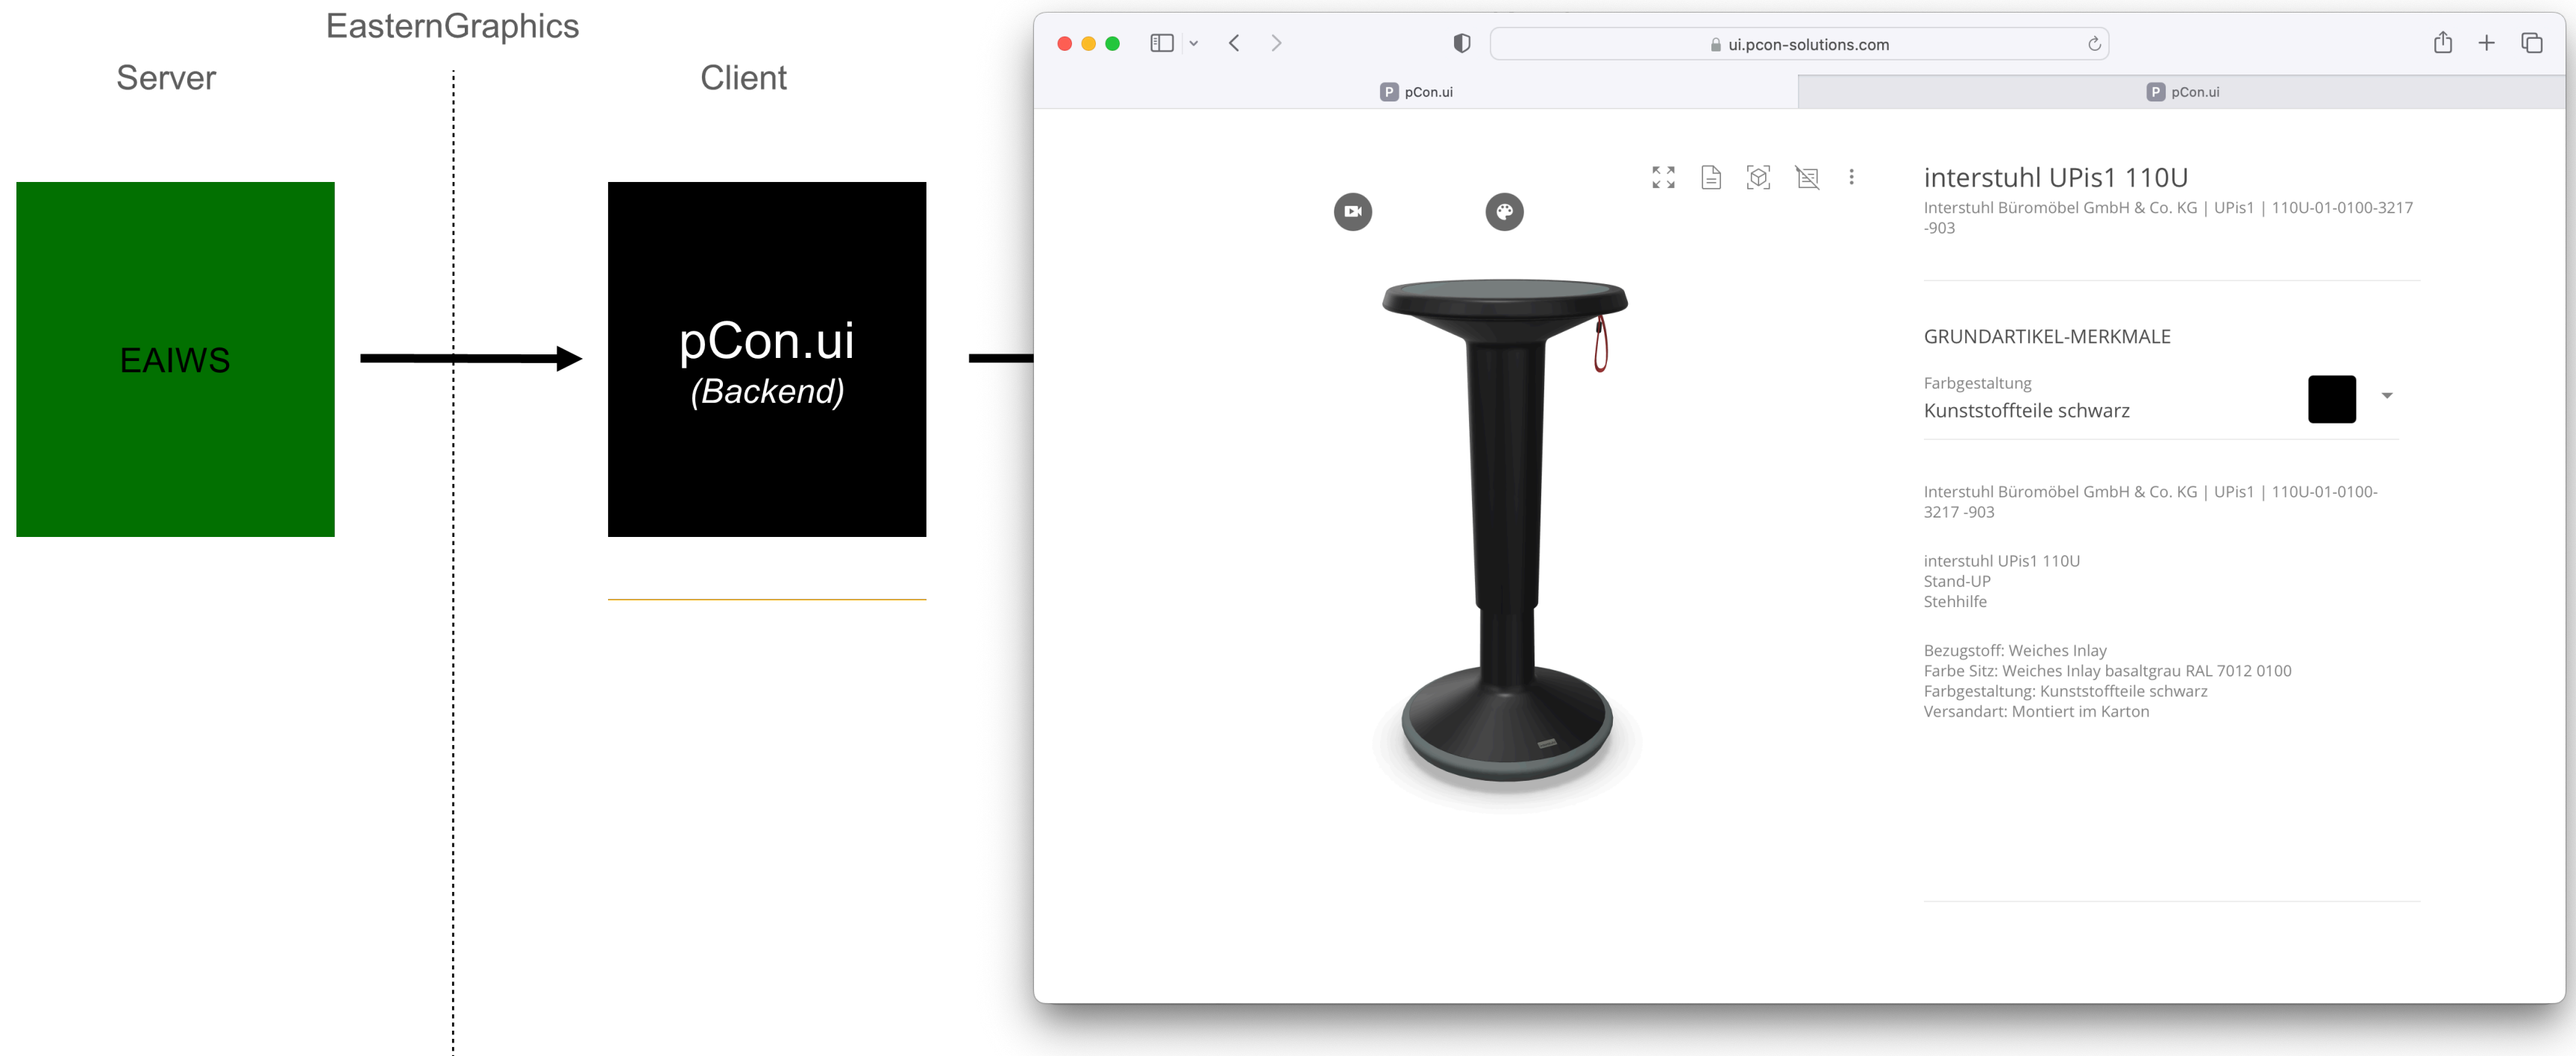 EasternGraphics
Server
Client
EAIWS
pCon.ui
(Backend)
ui.pcon-solutions.com
P pCon.ui
P pCon.ui
interstuhl UPis1 110U
Interstuhl Büromöbel GmbH & Co. KG | UPis1 | 110U-01-0100-3217
-903
GRUNDARTIKEL-MERKMALE
Farbgestaltung
Kunststoffteile schwarz
Interstuhl Büromöbel GmbH & Co. KG | UPis1 | 110U-01-0100-
3217 -903
interstuhl UPis1 110U
Stand-UP
Stehhilfe
Bezugstoff: Weiches Inlay
Farbe Sitz: Weiches Inlay basaltgrau RAL 7012 0100
Farbgestaltung: Kunststoffteile schwarz
Versandart: Montiert im Karton